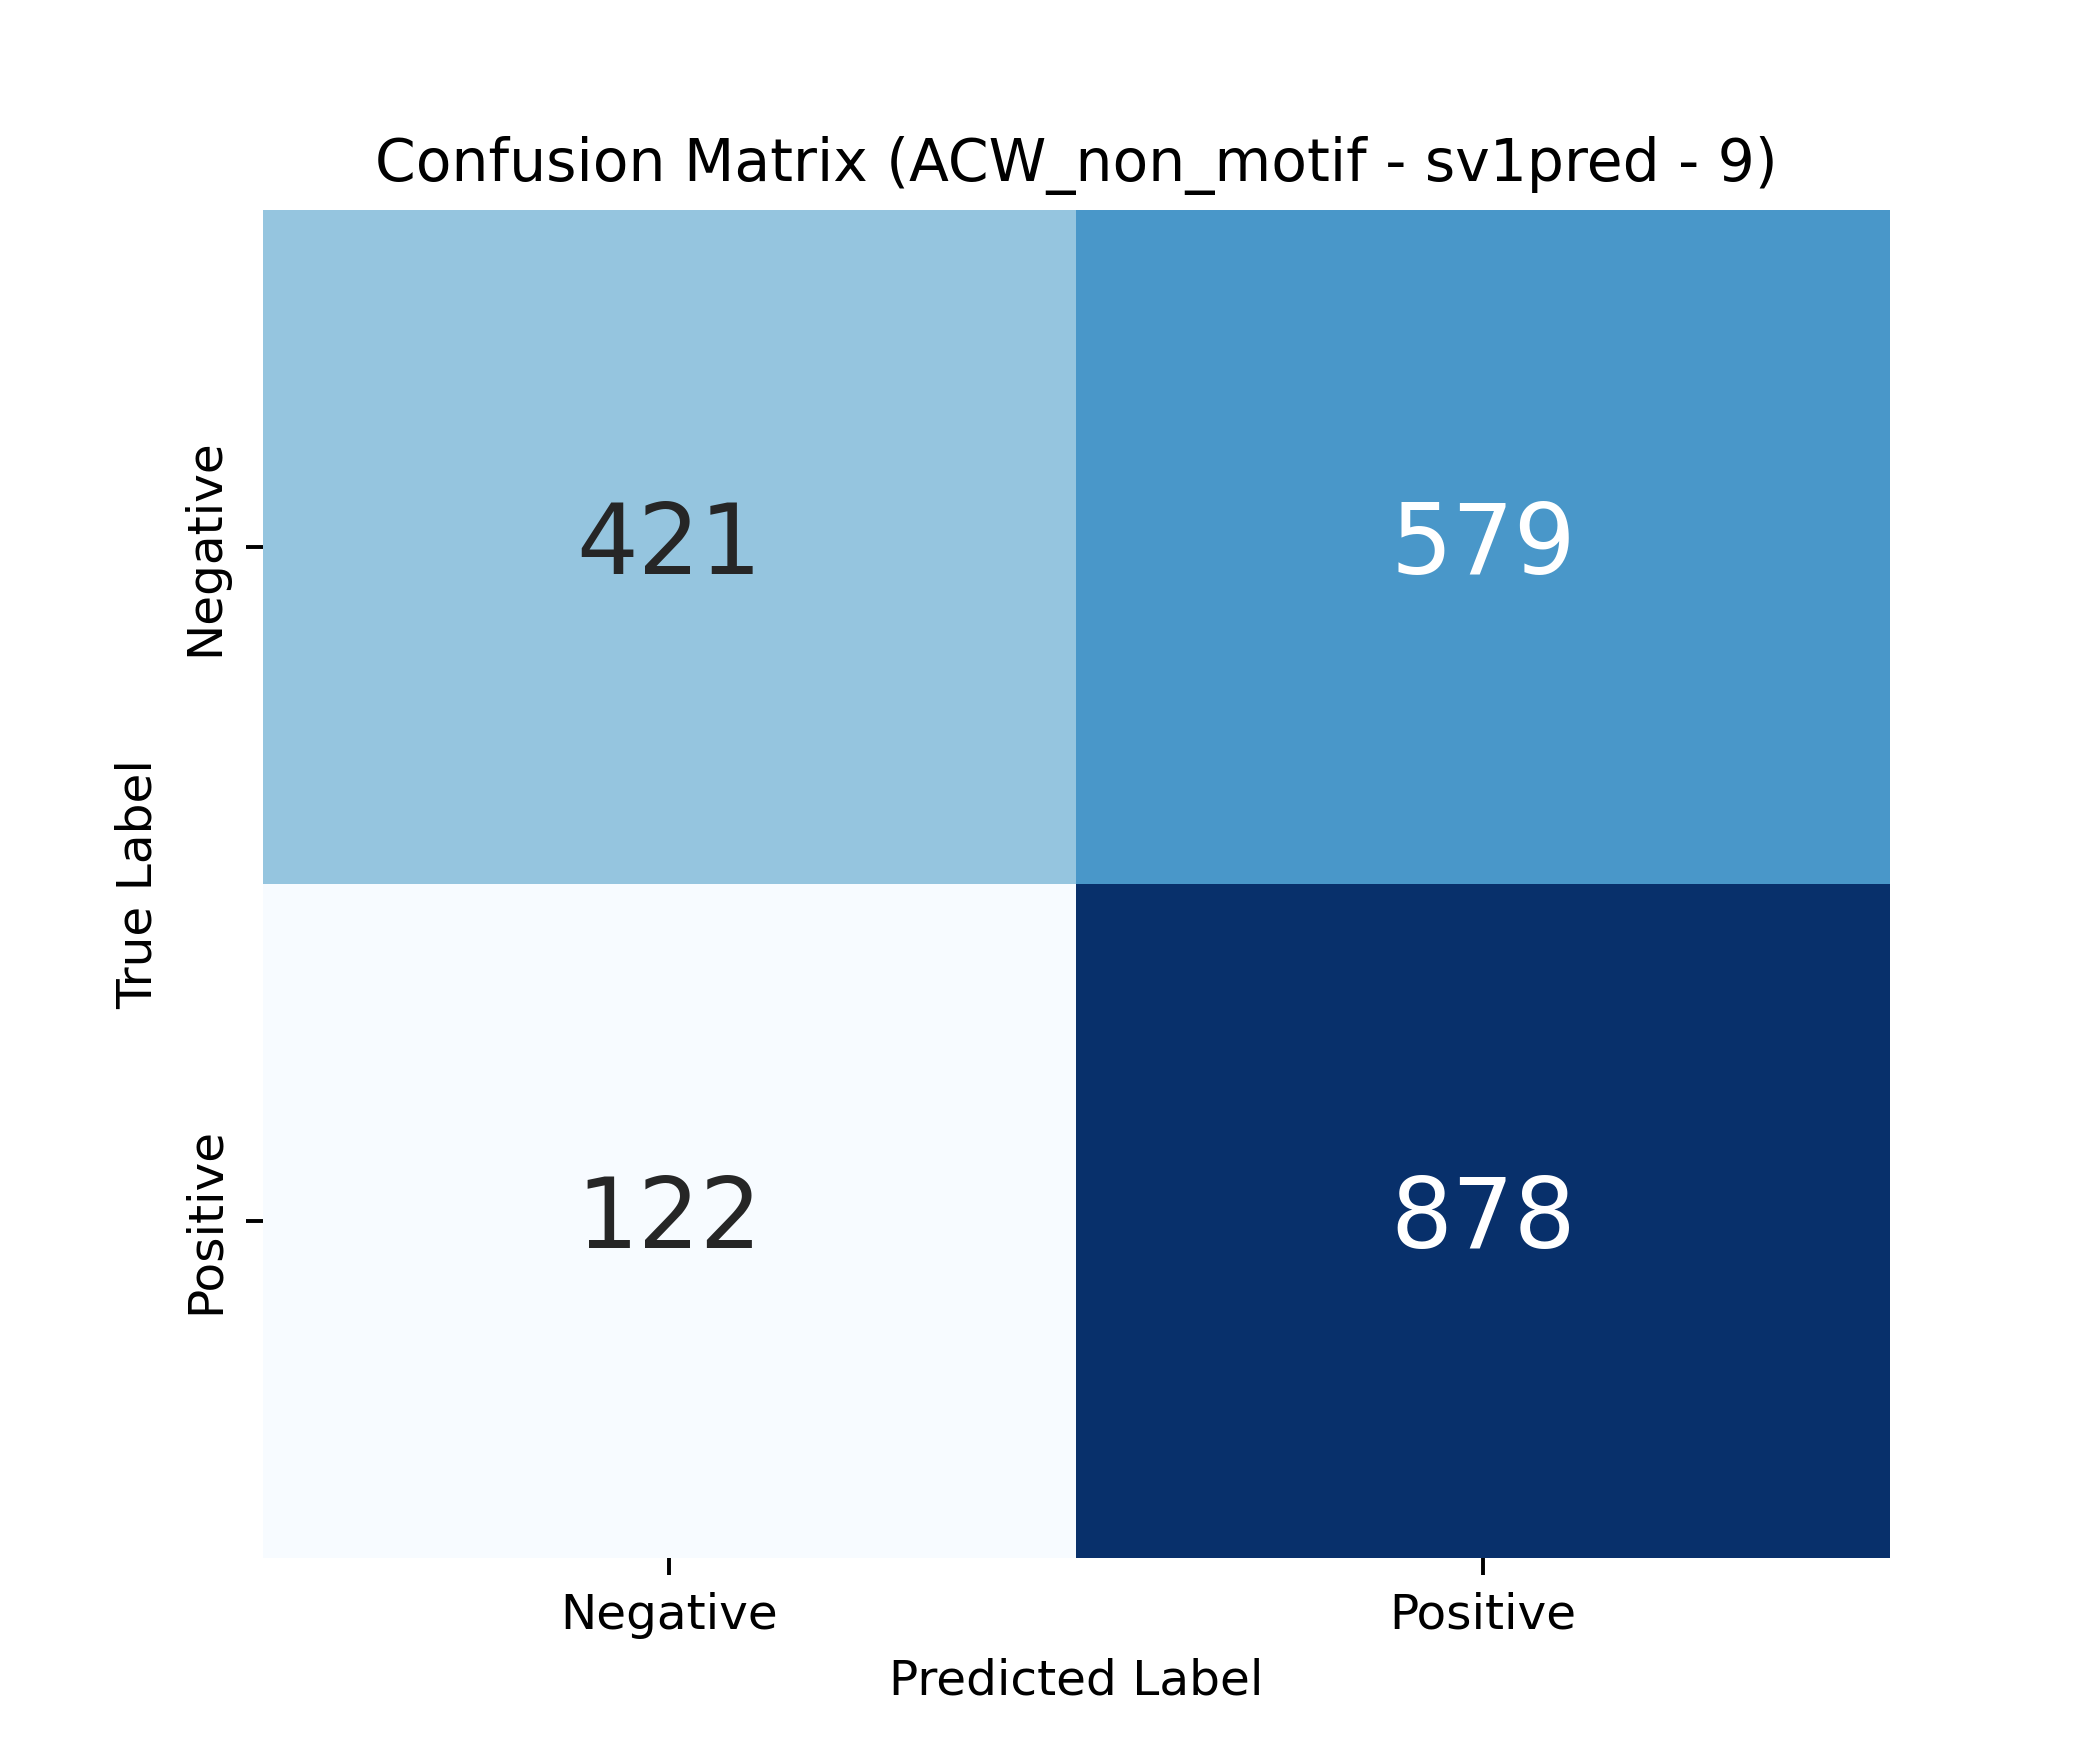 Confusion Matrix (ACW_non_motif - sv1pred - 9)
True Label
Negative
421
579
Positive
122
878
Negative
Positive
Predicted Label